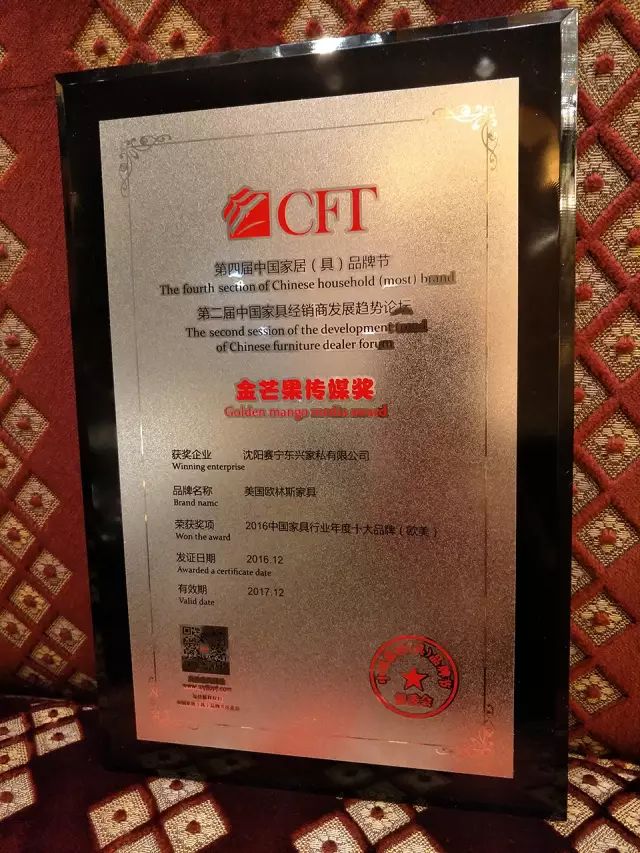 CFT
第四届中国家居（具）品牌节
The fourth section of Chinese household (most) brand
第二届中国家具经销商发展趋势论坛
The second session of the development trend
of Chinese furniture dealer forum
金芒果传媒奖
Golden mango media award
获奖企业 沈阳赛宁东兴家私有限公司
Winning enterprise
品牌名称 美国欧林斯家具
Brand name
荣获奖项 2016中国家具行业年度十大品牌（欧美）
Won the award
发证日期 2016.12
Awarded a certificate date
有效期 2017.12
Valid date